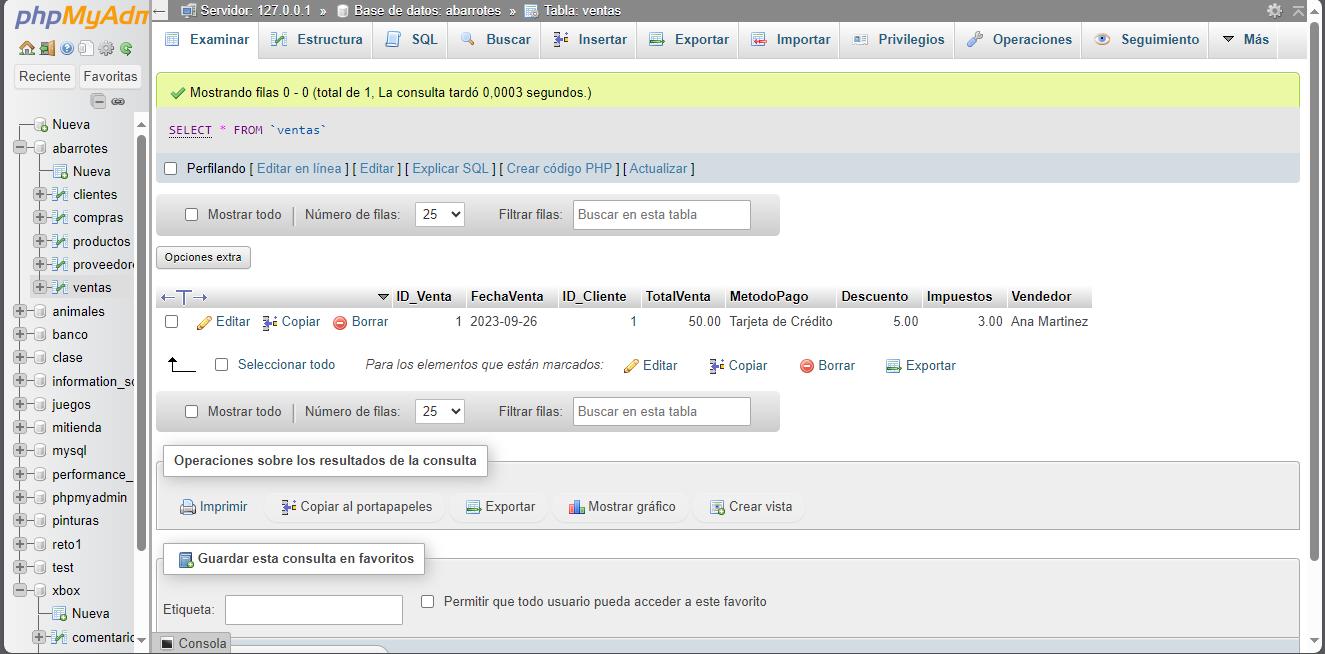 phpMyAdm
Servidor: 127.0.0.1 » Base de datos: abarrotes » Tabla: ventas
Examinar Estructura SQL Buscar Insertar Exportar Importar Privilegios Operaciones Seguimiento Más
Reciente Favoritas
Nueva
abarrotes
Nueva
clientes
compras
productos
proveedore
ventas
animales
banco
clase
information_sc
juegos
mitienda
mysql
performance_
phpmyadmin
pinturas
reto1
test
xbox
Nueva
comentario
Mostrando filas 0 - 0 (total de 1, La consulta tardó 0,0003 segundos.)
SELECT * FROM `ventas`
Perfilando [ Editar en línea ] [ Editar ] [ Explicar SQL ] [ Crear código PHP ] [ Actualizar ]
Mostrar todo | Número de filas: 25 Filtrar filas: Buscar en esta tabla
Opciones extra
←T→ ID_Venta FechaVenta ID_Cliente TotalVenta MetodoPago Descuento Impuestos Vendedor
Editar Copiar Borrar 1 2023-09-26 1 50.00 Tarjeta de Crédito 5.00 3.00 Ana Martinez
Seleccionar todo Para los elementos que están marcados: Editar Copiar Borrar Exportar
Mostrar todo | Número de filas: 25 Filtrar filas: Buscar en esta tabla
Operaciones sobre los resultados de la consulta
Imprimir Copiar al portapapeles Exportar Mostrar gráfico Crear vista
Guardar esta consulta en favoritos
Etiqueta: Permitir que todo usuario pueda acceder a este favorito
Consola